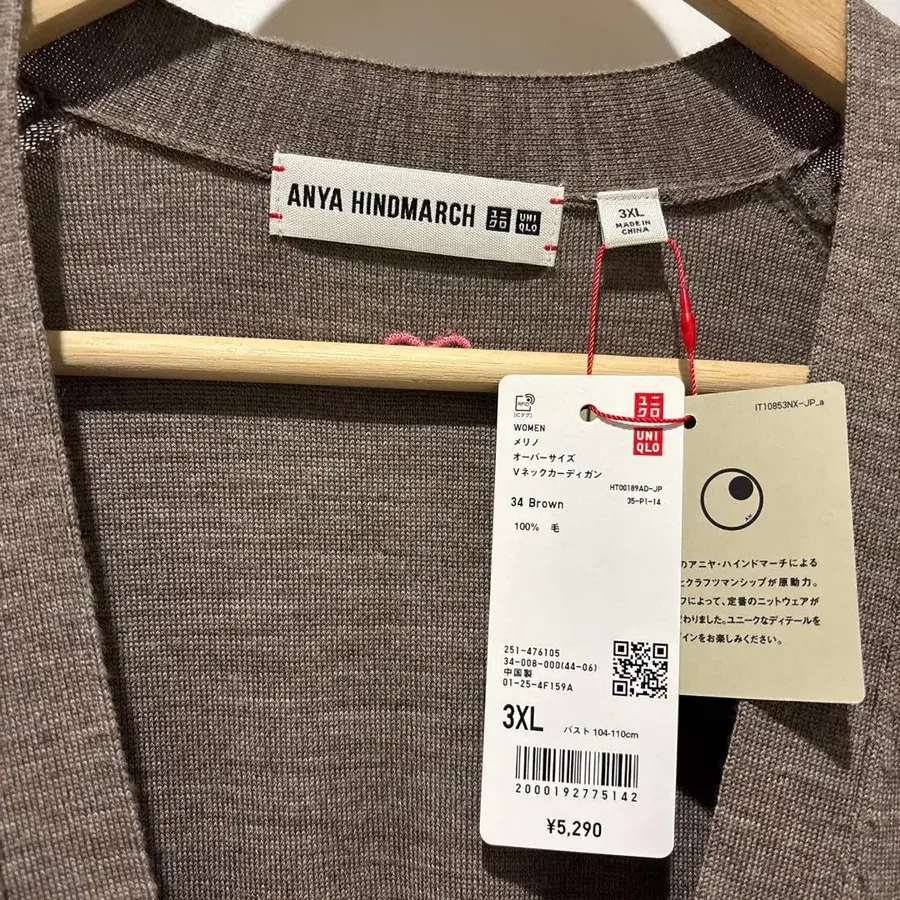 ANYA HINDMARCH ユニクロ UNIQLO
3XL
MADE IN
CHINA
RFID
[ICタグ]
ユニ
クロ
UNI
QLO
WOMEN
メリノ
オーバーサイズ
Vネックカーディガン
HT00189AD-JP
34 Brown
35-P1-14
100% 毛
251-476105
34-008-000(44-06)
中国製
01-25-4F159A
3XL バスト 104-110cm
2000192775142
¥5,290
IT10853NX-JP_a
のアニヤ・ハインドマーチによる
とクラフツマンシップが原動力。
によって、定番のニットウェアが
わりました。ユニークなディテールを
インをお楽しみください。